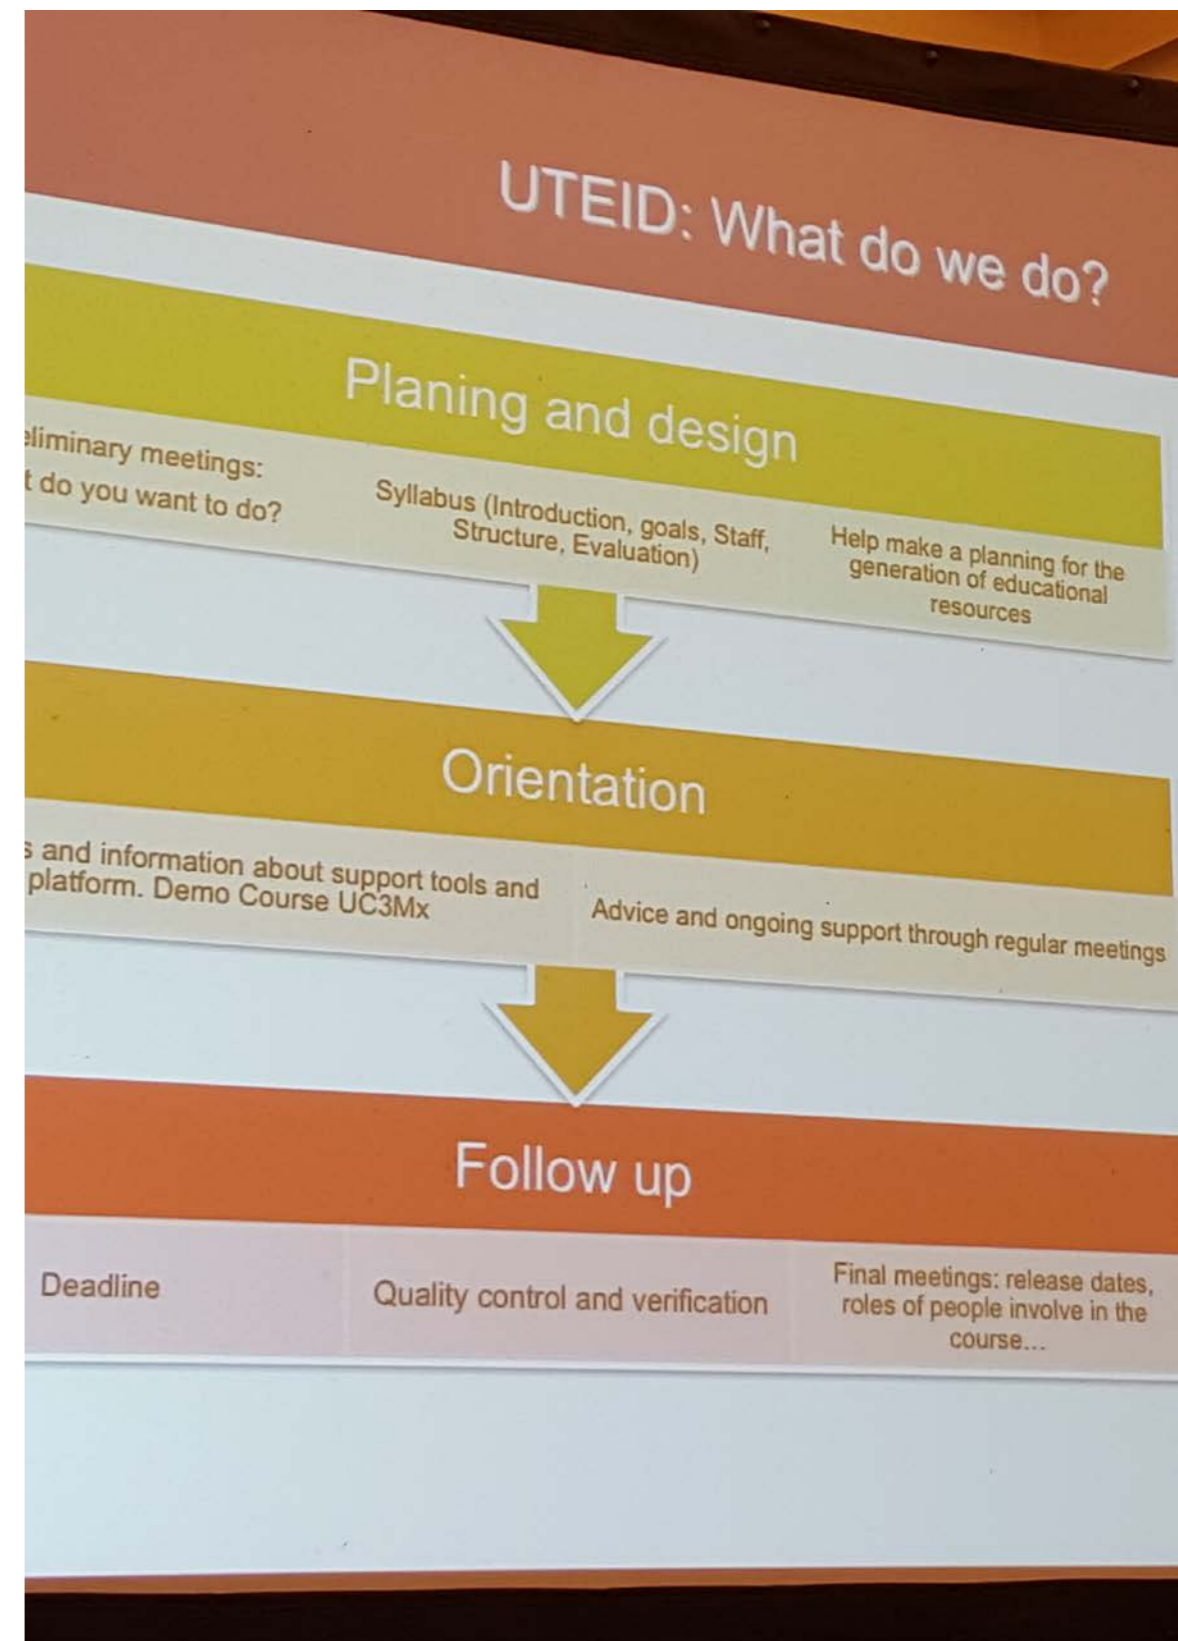 UTEID: What do we do?
Planing and design
eliminary meetings:
t do you want to do?
Syllabus (Introduction, goals, Staff,
Structure, Evaluation)
Help make a planning for the
generation of educational
resources
Orientation
s and information about support tools and
platform. Demo Course UC3Mx
Advice and ongoing support through regular meetings
Follow up
Deadline
Quality control and verification
Final meetings: release dates,
roles of people involve in the
course...